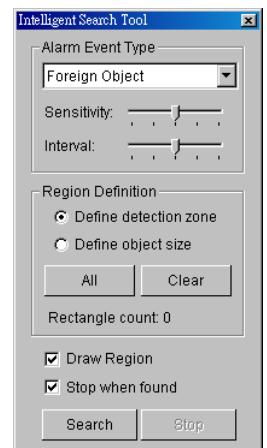 Intelligent Search Tool
Alarm Event Type
Foreign Object
Sensitivity:
Interval:
Region Definition
Define detection zone
Define object size
All Clear
Rectangle count: 0
Draw Region
Stop when found
Search Stop